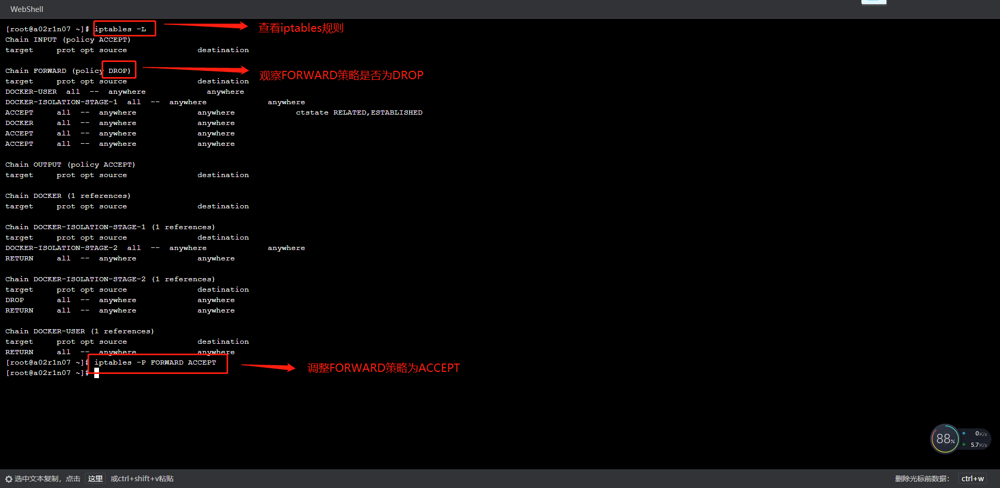 WebShell
[root@a02r1n07 ~]# iptables -L
查看iptables规则
Chain INPUT (policy ACCEPT)
target     prot opt source               destination
Chain FORWARD (policy DROP)
观察FORWARD策略是否为DROP
target     prot opt source               destination
DOCKER-USER  all  --  anywhere             anywhere
DOCKER-ISOLATION-STAGE-1  all  --  anywhere             anywhere
ACCEPT     all  --  anywhere             anywhere             ctstate RELATED,ESTABLISHED
DOCKER     all  --  anywhere             anywhere
ACCEPT     all  --  anywhere             anywhere
ACCEPT     all  --  anywhere             anywhere
Chain OUTPUT (policy ACCEPT)
target     prot opt source               destination
Chain DOCKER (1 references)
target     prot opt source               destination
Chain DOCKER-ISOLATION-STAGE-1 (1 references)
target     prot opt source               destination
DOCKER-ISOLATION-STAGE-2  all  --  anywhere             anywhere
RETURN     all  --  anywhere             anywhere
Chain DOCKER-ISOLATION-STAGE-2 (1 references)
target     prot opt source               destination
DROP       all  --  anywhere             anywhere
RETURN     all  --  anywhere             anywhere
Chain DOCKER-USER (1 references)
target     prot opt source               destination
RETURN     all  --  anywhere             anywhere
[root@a02r1n07 ~]# iptables -P FORWARD ACCEPT
调整FORWARD策略为ACCEPT
[root@a02r1n07 ~]#
88%
0K/s
5.7K/s
选中文本复制，点击 这里 或ctrl+shift+v粘贴
删除光标前数据： ctrl+w